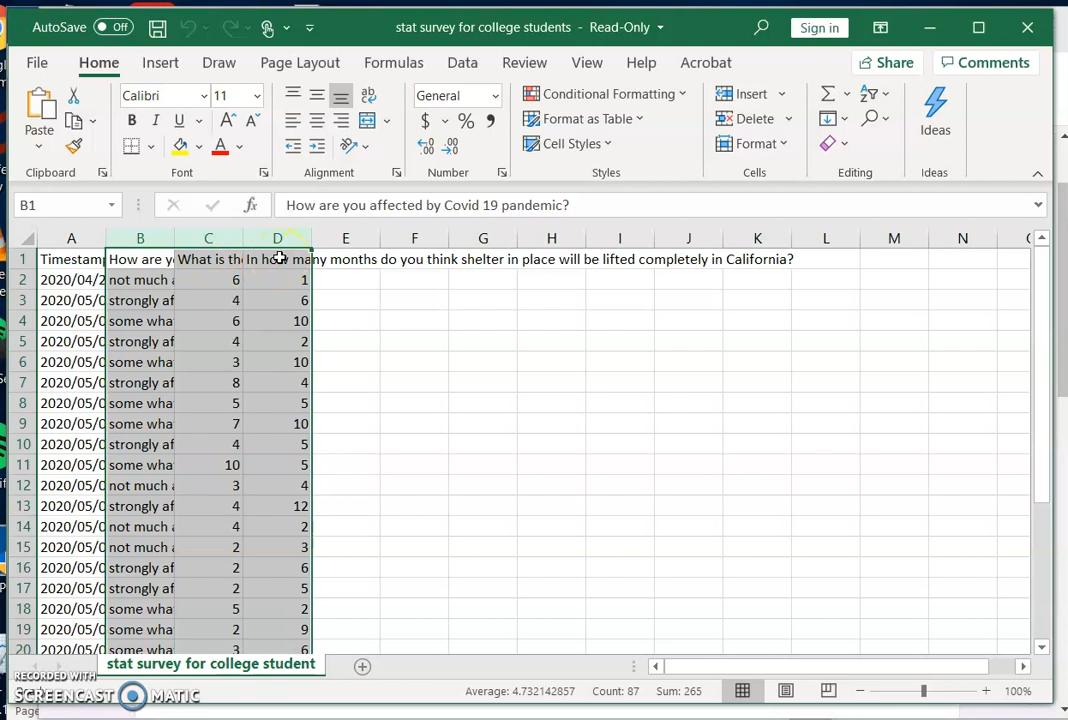 AutoSave Off stat survey for college students - Read-Only Sign in
File Home Insert Draw Page Layout Formulas Data Review View Help Acrobat Share Comments
Paste Calibri 11 General Conditional Formatting Format as Table Cell Styles Insert Delete Format Ideas
B I U A A A $ % 9
Clipboard Font Alignment Number Styles Cells Editing Ideas
B1 fx How are you affected by Covid 19 pandemic?
A B C D E F G H I J K L M N
1 Timestamp How are y What is the In how many months do you think shelter in place will be lifted completely in California?
2 2020/04/2 not much a 6 1
3 2020/05/0 strongly af 4 6
4 2020/05/0 some wha 6 10
5 2020/05/0 strongly af 4 2
6 2020/05/0 some wha 3 10
7 2020/05/0 strongly af 8 4
8 2020/05/0 some wha 5 5
9 2020/05/0 some wha 7 10
10 2020/05/0 strongly af 4 5
11 2020/05/0 some wha 10 5
12 2020/05/0 not much a 3 4
13 2020/05/0 strongly af 4 12
14 2020/05/0 not much a 4 2
15 2020/05/0 not much a 2 3
16 2020/05/0 strongly af 2 6
17 2020/05/0 strongly af 2 5
18 2020/05/0 some wha 5 2
19 2020/05/0 some wha 2 9
20 2020/05/0 some wha 3 6
stat survey for college student
RECORDED WITH
SCREENCAST MATIC
Average: 4.732142857 Count: 87 Sum: 265 100%
Page